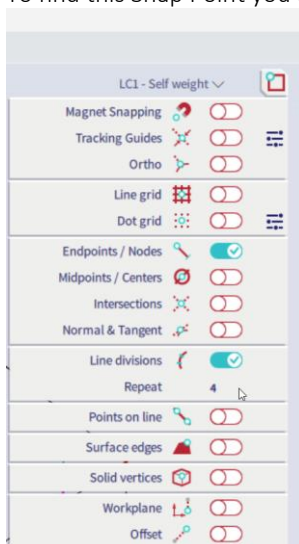 To find this Snap Point you
LC1 - Self weight
Magnet Snapping
Tracking Guides
Ortho
Line grid
Dot grid
Endpoints / Nodes
Midpoints / Centers
Intersections
Normal & Tangent
Line divisions
Repeat 4
Points on line
Surface edges
Solid vertices
Workplane
Offset